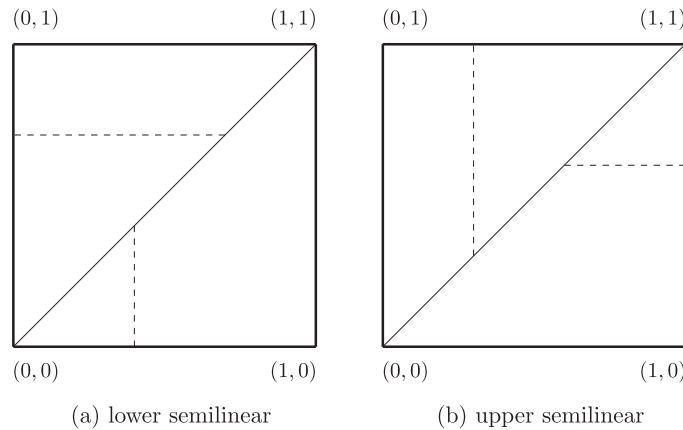 (0, 1) (1, 1) (0, 1) (1, 1)
(0, 0) (1, 0) (0, 0) (1, 0)
(a) lower semilinear (b) upper semilinear